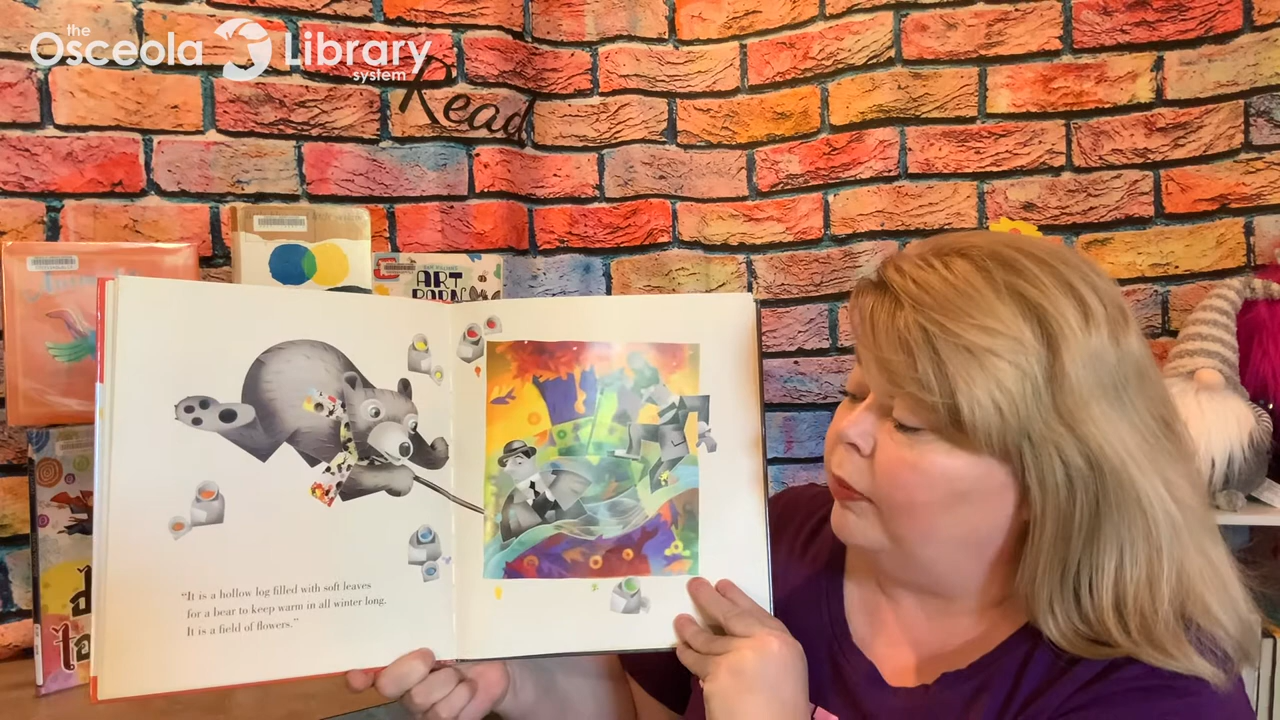 the
Osceola Library
system
Read
ART
BARN
"It is a hollow log filled with soft leaves
for a bear to keep warm in all winter long.
It is a field of flowers."